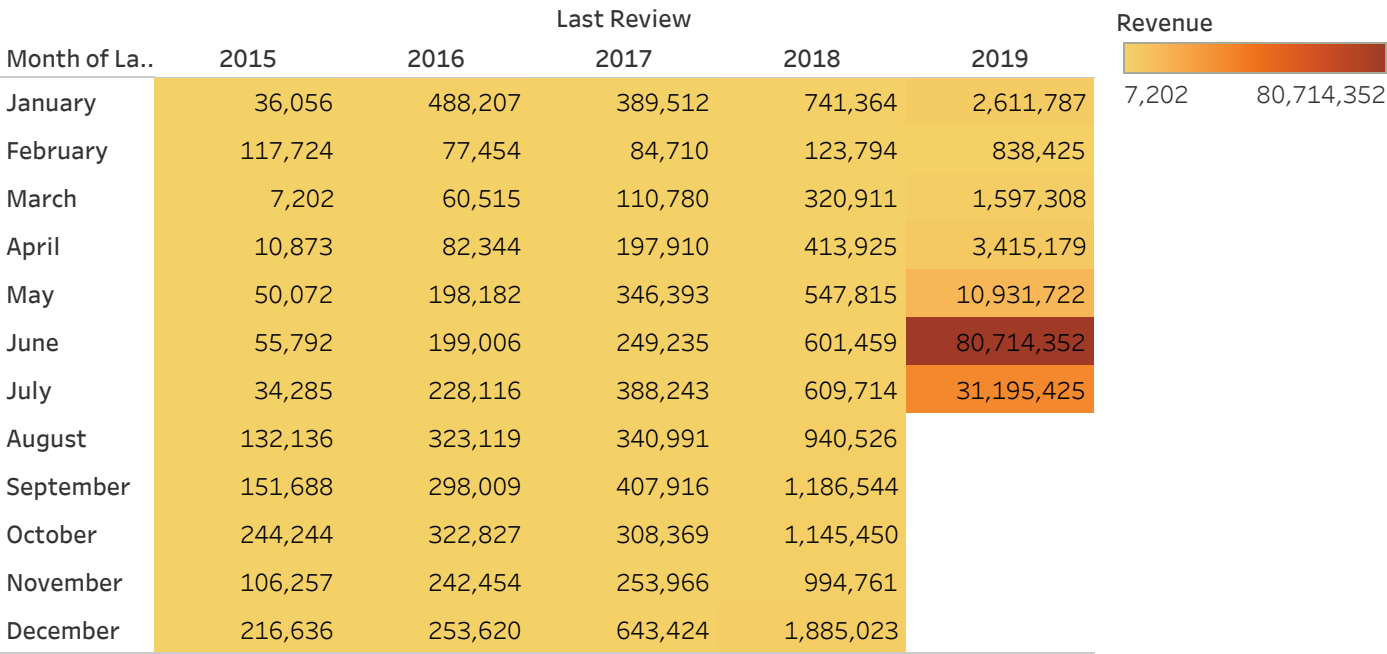 Last Review
Month of La.. 2015 2016 2017 2018 2019
January 36,056 488,207 389,512 741,364 2,611,787
February 117,724 77,454 84,710 123,794 838,425
March 7,202 60,515 110,780 320,911 1,597,308
April 10,873 82,344 197,910 413,925 3,415,179
May 50,072 198,182 346,393 547,815 10,931,722
June 55,792 199,006 249,235 601,459 80,714,352
July 34,285 228,116 388,243 609,714 31,195,425
August 132,136 323,119 340,991 940,526
September 151,688 298,009 407,916 1,186,544
October 244,244 322,827 308,369 1,145,450
November 106,257 242,454 253,966 994,761
December 216,636 253,620 643,424 1,885,023
Revenue
7,202 80,714,352